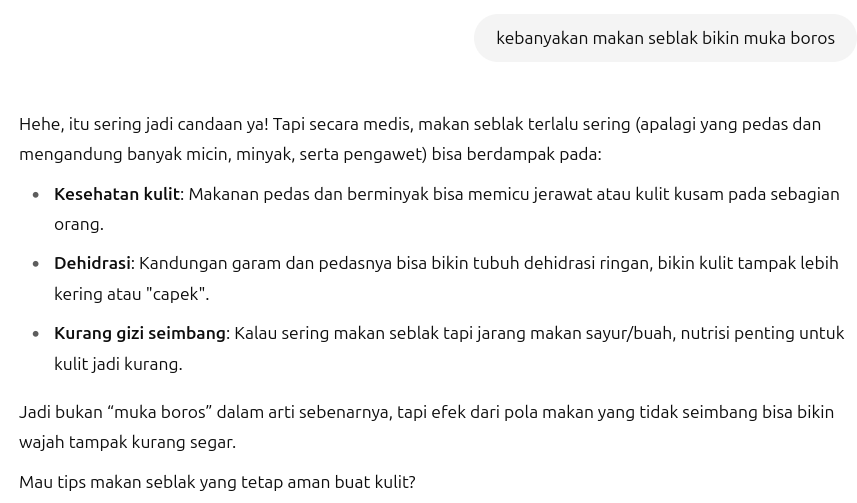 kebanyakan makan seblak bikin muka boros
Hehe, itu sering jadi candaan ya! Tapi secara medis, makan seblak terlalu sering (apalagi yang pedas dan
mengandung banyak micin, minyak, serta pengawet) bisa berdampak pada:
• Kesehatan kulit: Makanan pedas dan berminyak bisa memicu jerawat atau kulit kusam pada sebagian
orang.
• Dehidrasi: Kandungan garam dan pedasnya bisa bikin tubuh dehidrasi ringan, bikin kulit tampak lebih
kering atau "capek".
• Kurang gizi seimbang: Kalau sering makan seblak tapi jarang makan sayur/buah, nutrisi penting untuk
kulit jadi kurang.
Jadi bukan “muka boros” dalam arti sebenarnya, tapi efek dari pola makan yang tidak seimbang bisa bikin
wajah tampak kurang segar.
Mau tips makan seblak yang tetap aman buat kulit?